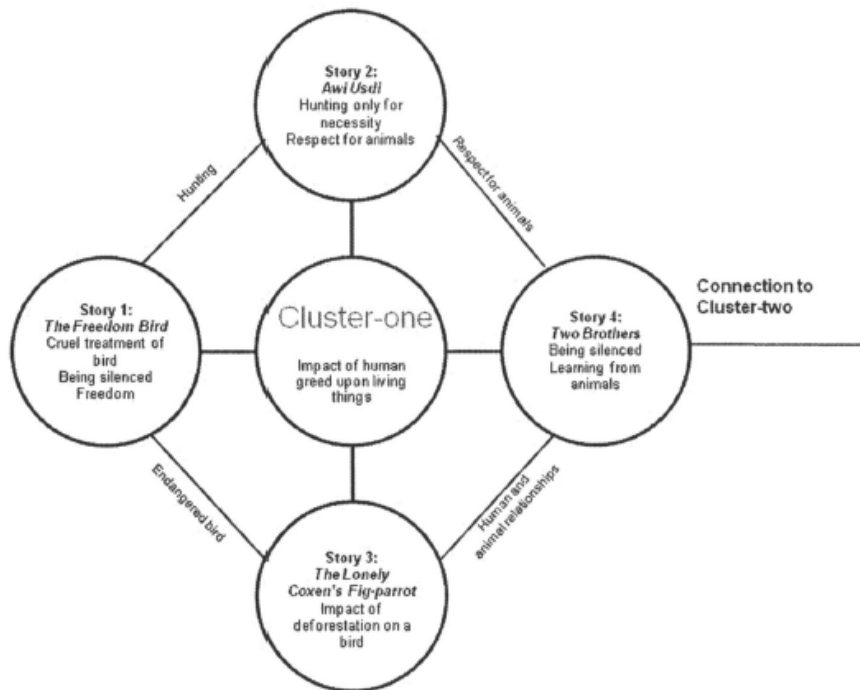 Story 2:
Awi Usdi
Hunting only for
necessity
Respect for animals
Hunting
Respect for animals
Story 1:
The Freedom Bird
Cruel treatment of
bird
Being silenced
Freedom
Cluster-one
Impact of human
greed upon living
things
Story 4:
Two Brothers
Being silenced
Learning from
animals
Connection to
Cluster-two
Endangered bird
Human and
animal relationships
Story 3:
The Lonely
Coxen's Fig-parrot
Impact of
deforestation on a
bird